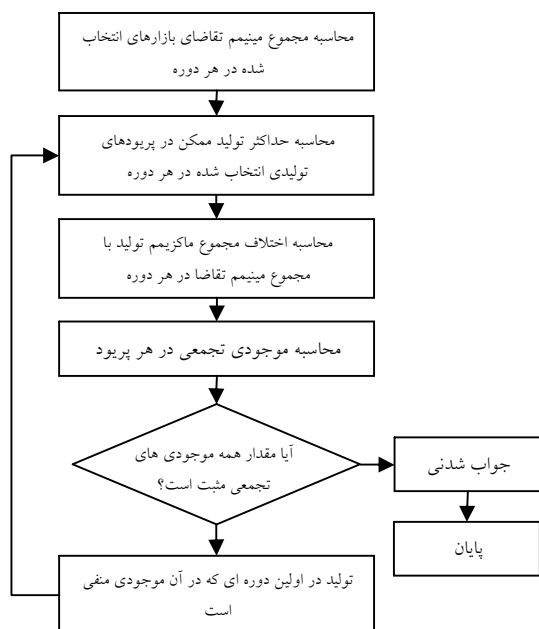 محاسبه مجموع مینیمم تقاضای بازارهای انتخاب
شده در هر دوره
محاسبه حداکثر تولید ممکن در پریودهای
تولیدی انتخاب شده در هر دوره
محاسبه اختلاف مجموع ماکزیمم تولید با
مجموع مینیمم تقاضا در هر دوره
محاسبه موجودی تجمعی در هر پریود
آیا مقدار همه موجودی های
تجمعی مثبت است؟
جواب شدنی
پایان
تولید در اولین دوره ای که در آن موجودی منفی
است